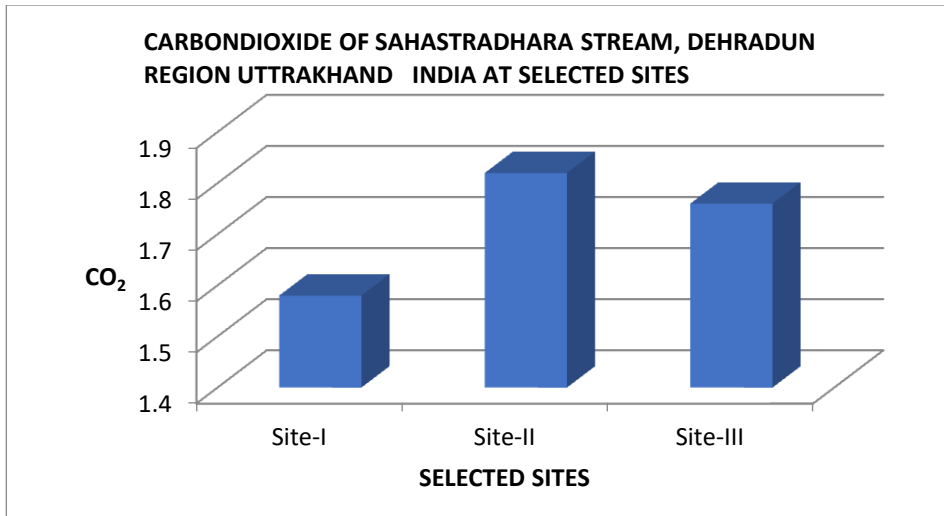 CARBONDIOXIDE OF SAHASTRADHARA STREAM, DEHRADUN
REGION UTTRAKHAND   INDIA AT SELECTED SITES
1.9
1.8
1.7
1.6
1.5
1.4
CO₂
Site-I
Site-II
Site-III
SELECTED SITES